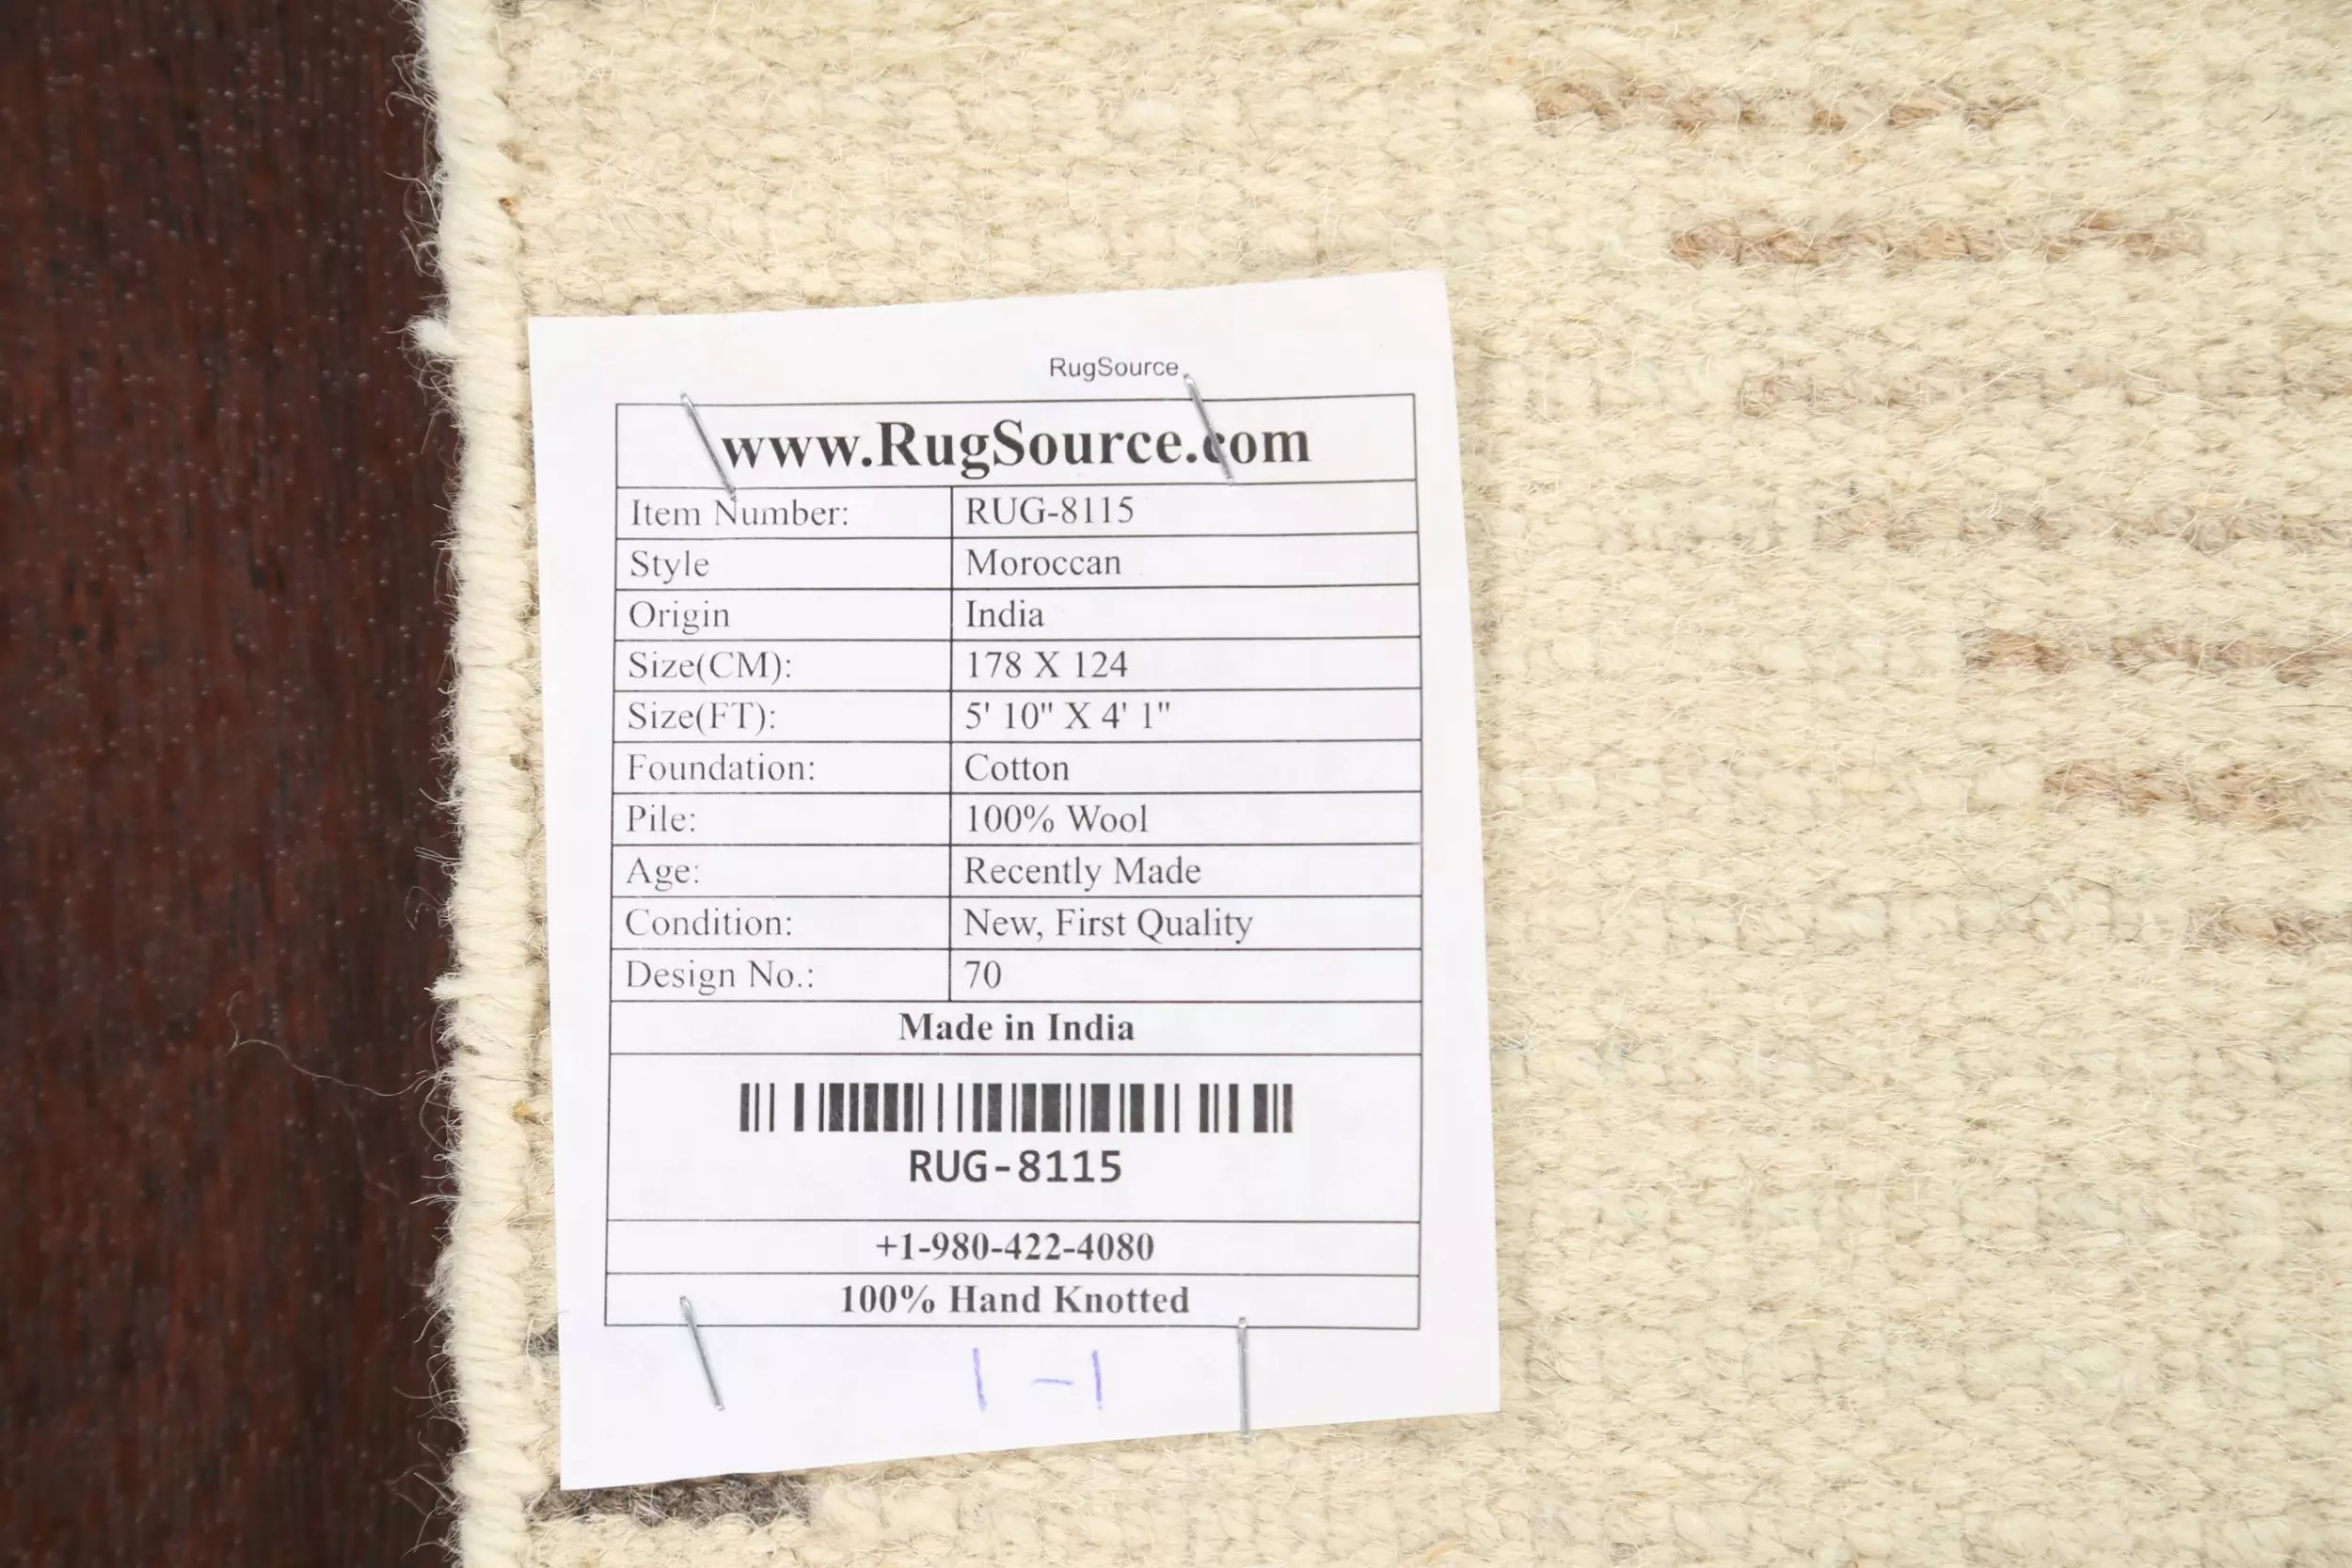 RugSource
www.RugSource.com
Item Number: RUG-8115
Style Moroccan
Origin India
Size(CM): 178 X 124
Size(FT): 5' 10" X 4' 1"
Foundation: Cotton
Pile: 100% Wool
Age: Recently Made
Condition: New, First Quality
Design No.: 70
Made in India
RUG-8115
+1-980-422-4080
100% Hand Knotted
1-1